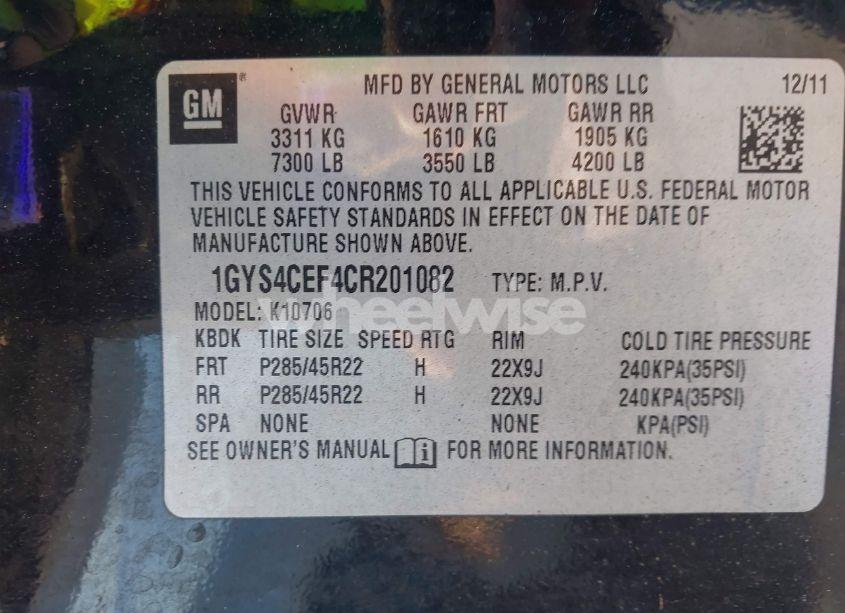 GM ® MFD BY GENERAL MOTORS LLC 12/11
GVWR GAWR FRT GAWR RR
3311 KG 1610 KG 1905 KG
7300 LB 3550 LB 4200 LB
THIS VEHICLE CONFORMS TO ALL APPLICABLE U.S. FEDERAL MOTOR
VEHICLE SAFETY STANDARDS IN EFFECT ON THE DATE OF
MANUFACTURE SHOWN ABOVE.
1GYS4CEF4CR201082 TYPE: M.P.V.
MODEL: K10706
wheelwise
KBDK TIRE SIZE SPEED RTG RIM COLD TIRE PRESSURE
FRT P285/45R22 H 22X9J 240KPA(35PSI)
RR P285/45R22 H 22X9J 240KPA(35PSI)
SPA NONE NONE KPA(PSI)
SEE OWNER'S MANUAL i FOR MORE INFORMATION.